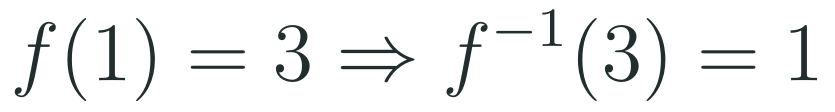 f(1) = 3 ⇒ f⁻¹(3) = 1